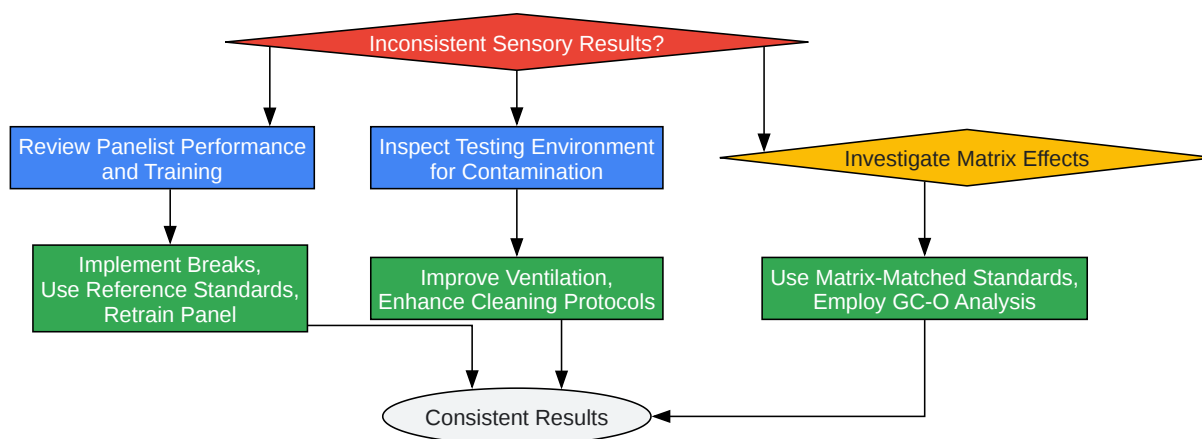 Inconsistent Sensory Results?
Review Panelist Performance
and Training
Inspect Testing Environment
for Contamination
Investigate Matrix Effects
Implement Breaks,
Use Reference Standards,
Retrain Panel
Improve Ventilation,
Enhance Cleaning Protocols
Use Matrix-Matched Standards,
Employ GC-O Analysis
Consistent Results